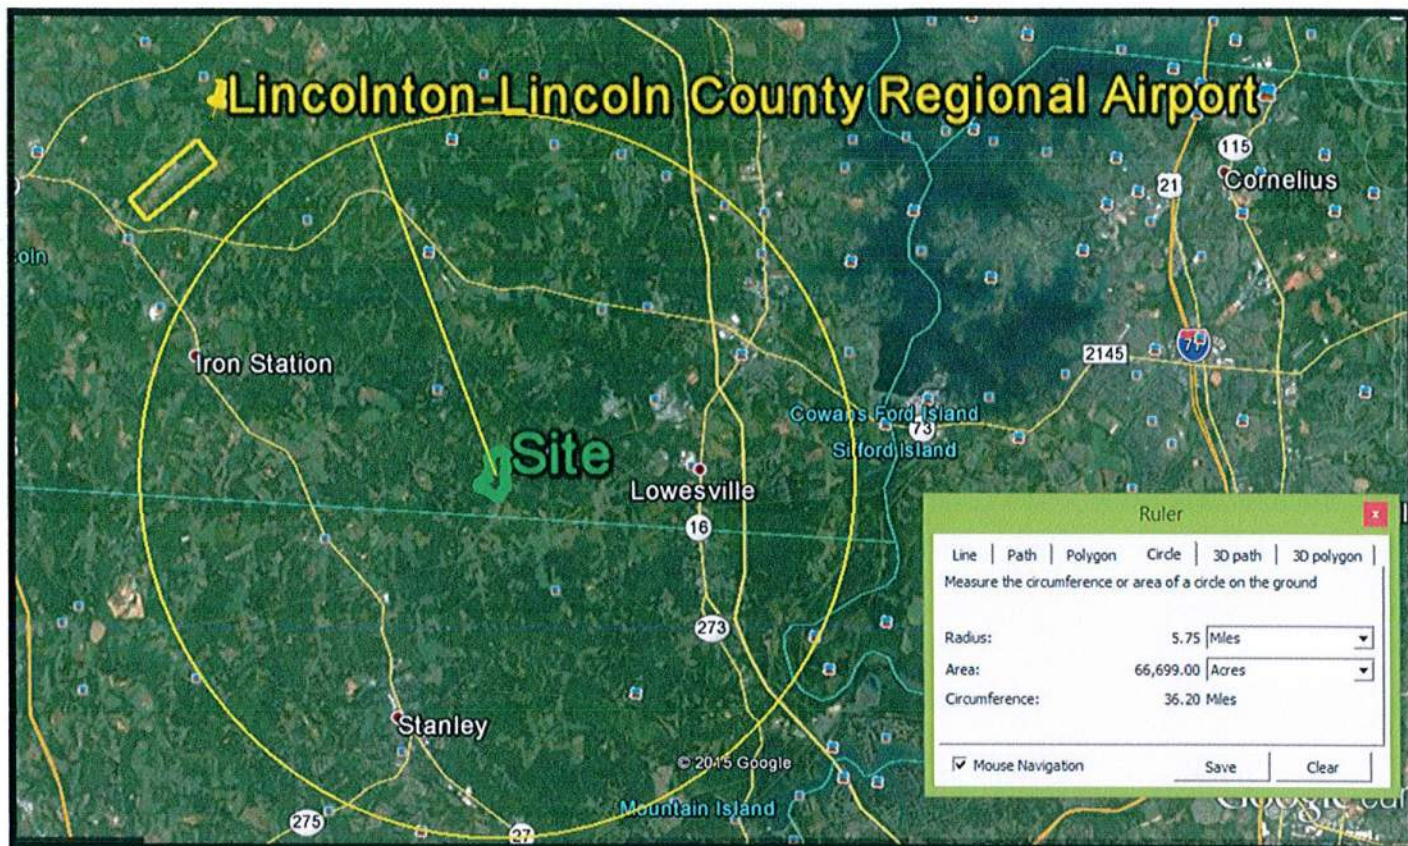 Lincolnton-Lincoln County Regional Airport
115
Cornelius
21
Iron Station
71
2145
Cowans Ford Island
73
Sifford Island
Site
Lowesville
16
273
Stanley
© 2015 Google
Mountain Island
275
27
Ruler
x
Line | Path | Polygon | Circle | 3D path | 3D polygon
Measure the circumference or area of a circle on the ground
Radius: 5.75 Miles
Area: 66,699.00 Acres
Circumference: 36.20 Miles
Mouse Navigation Save Clear